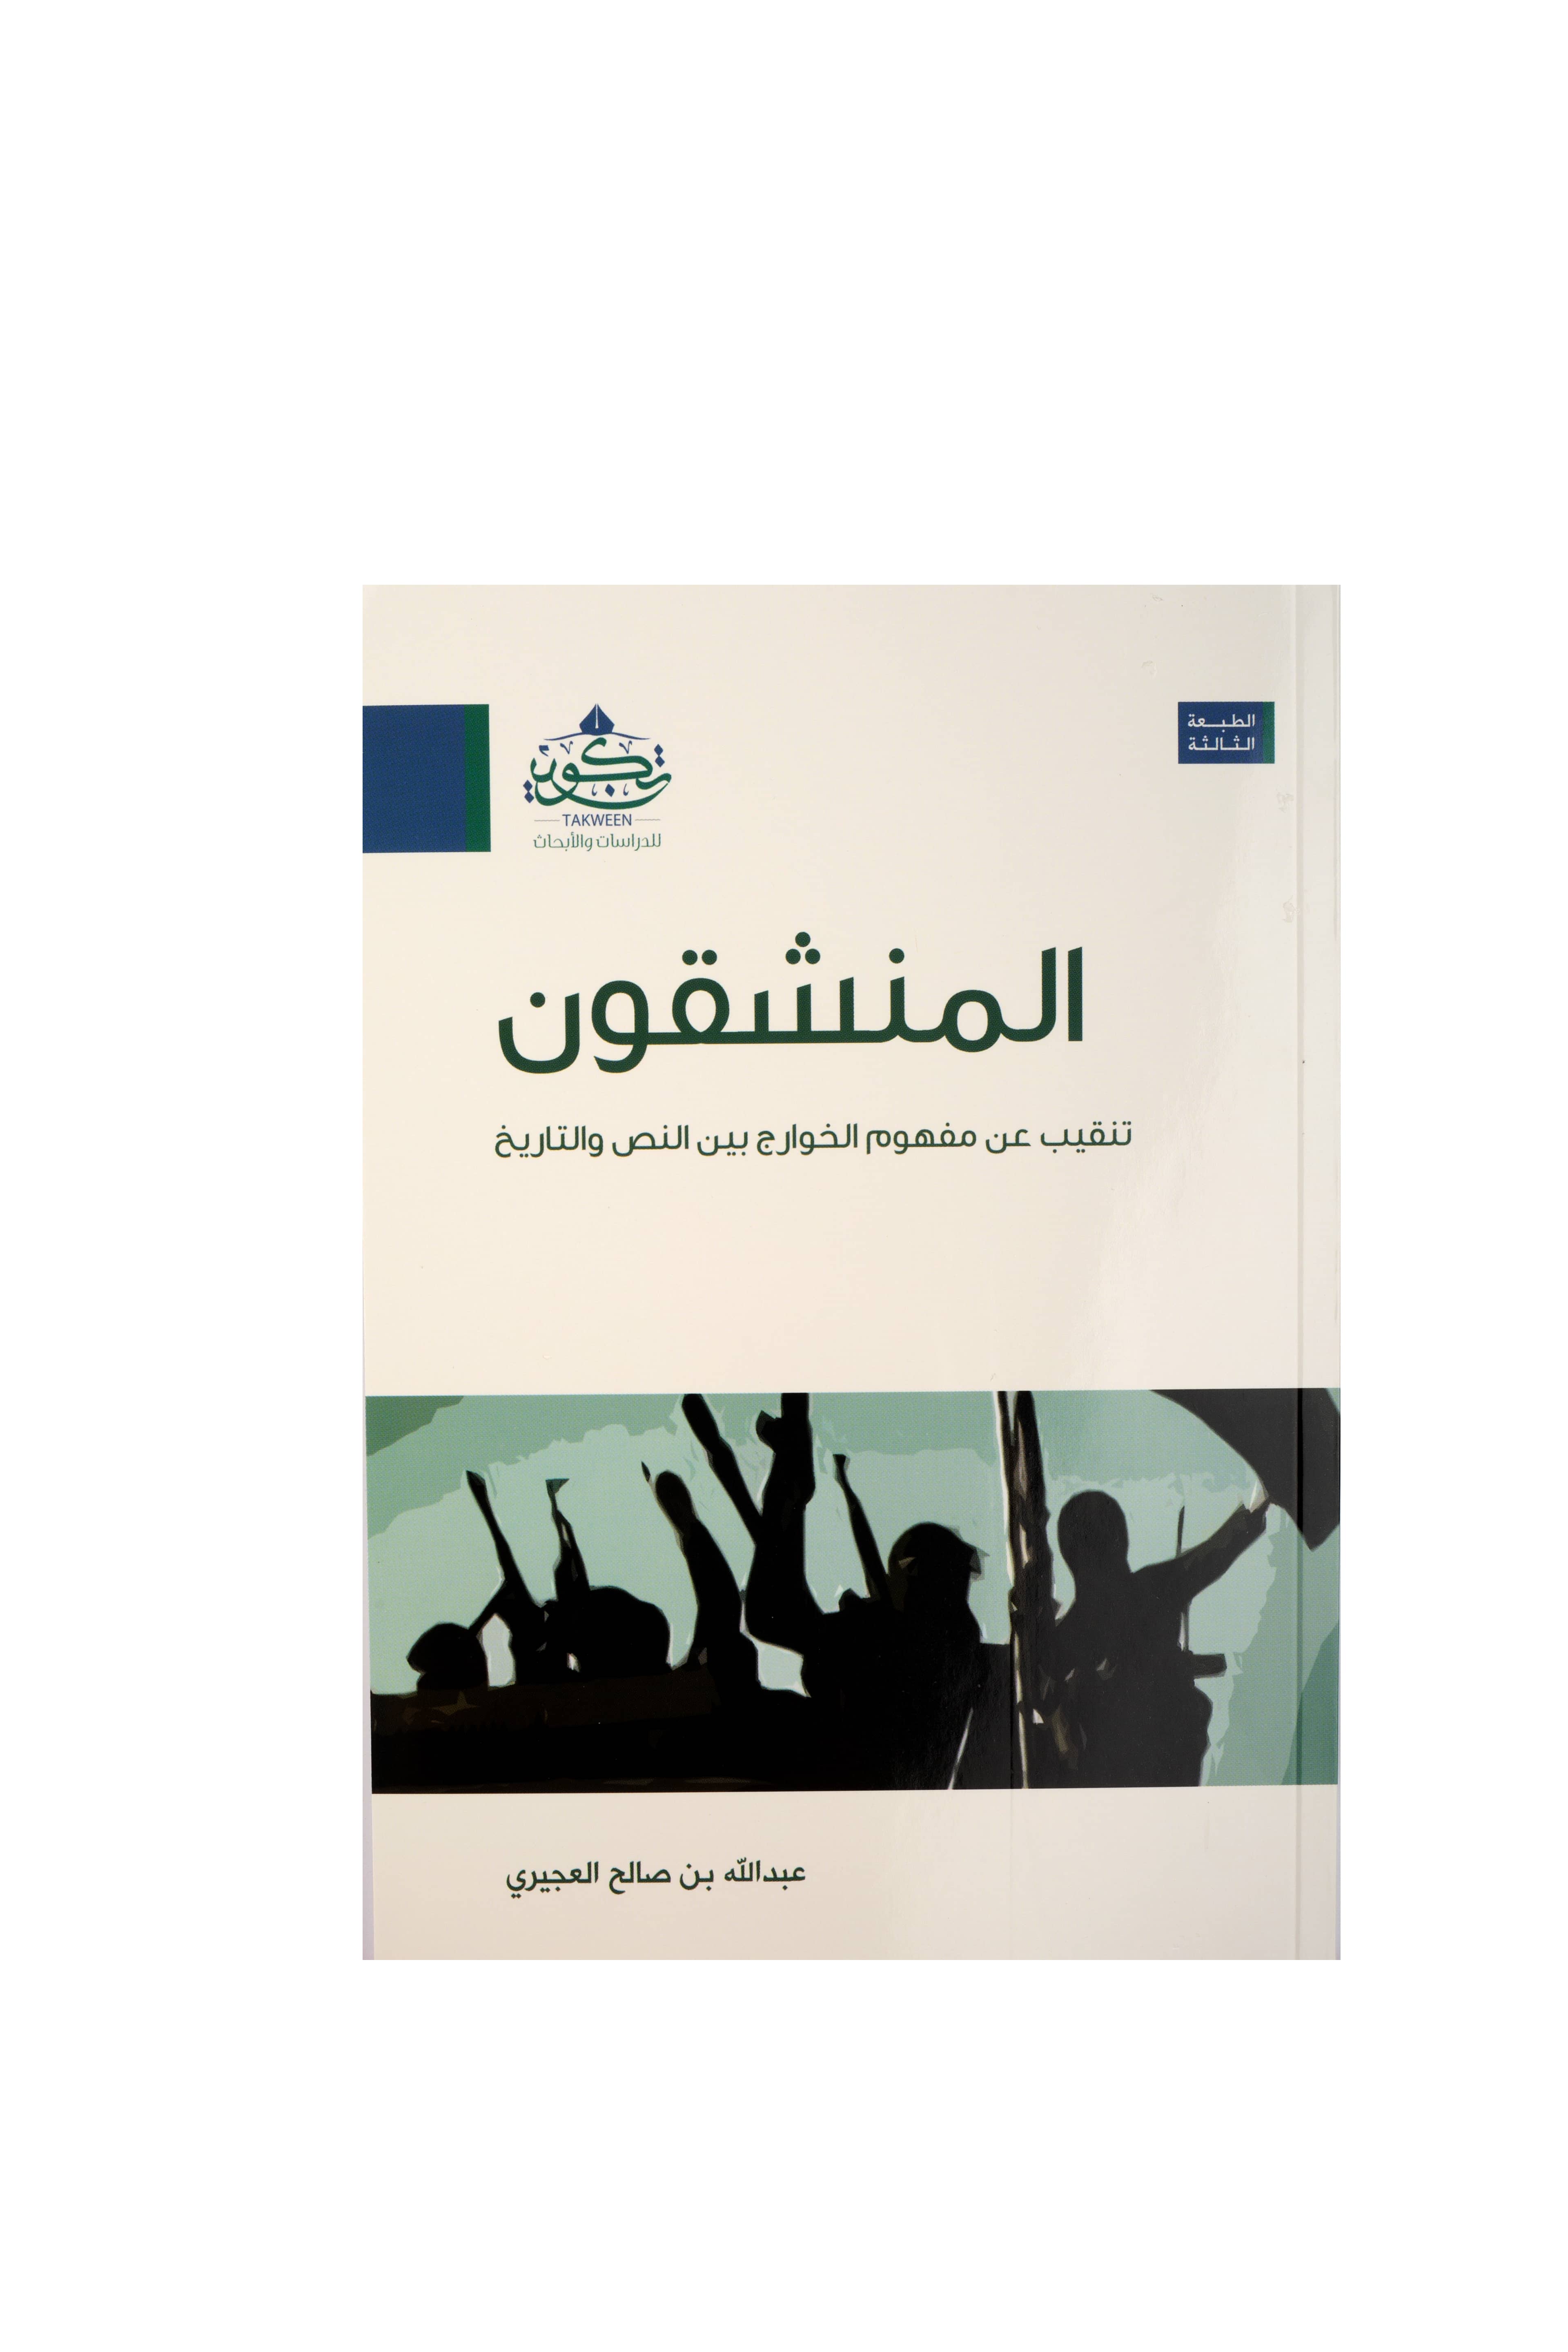 الطبعة
الثالثة
تكوين
TAKWEEN
للدراسات والأبحاث
المنشقون
تنقيب عن مفهوم الخوارج بين النص والتاريخ
عبدالله بن صالح العجيري